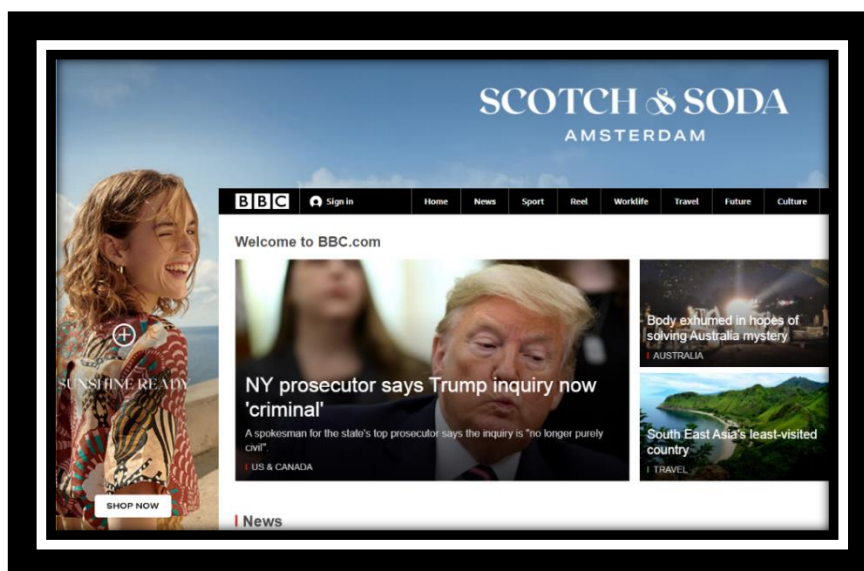 SCOTCH & SODA
AMSTERDAM
BBC
Sign in
Home
News
Sport
Reel
Worklife
Travel
Future
Culture
Welcome to BBC.com
NY prosecutor says Trump inquiry now
'criminal'
A spokesman for the state's top prosecutor says the inquiry is "no longer purely
civil".
US & CANADA
Body exhumed in hopes of
solving Australia mystery
AUSTRALIA
South East Asia's least-visited
country
TRAVEL
SUNSHINE READY
SHOP NOW
News